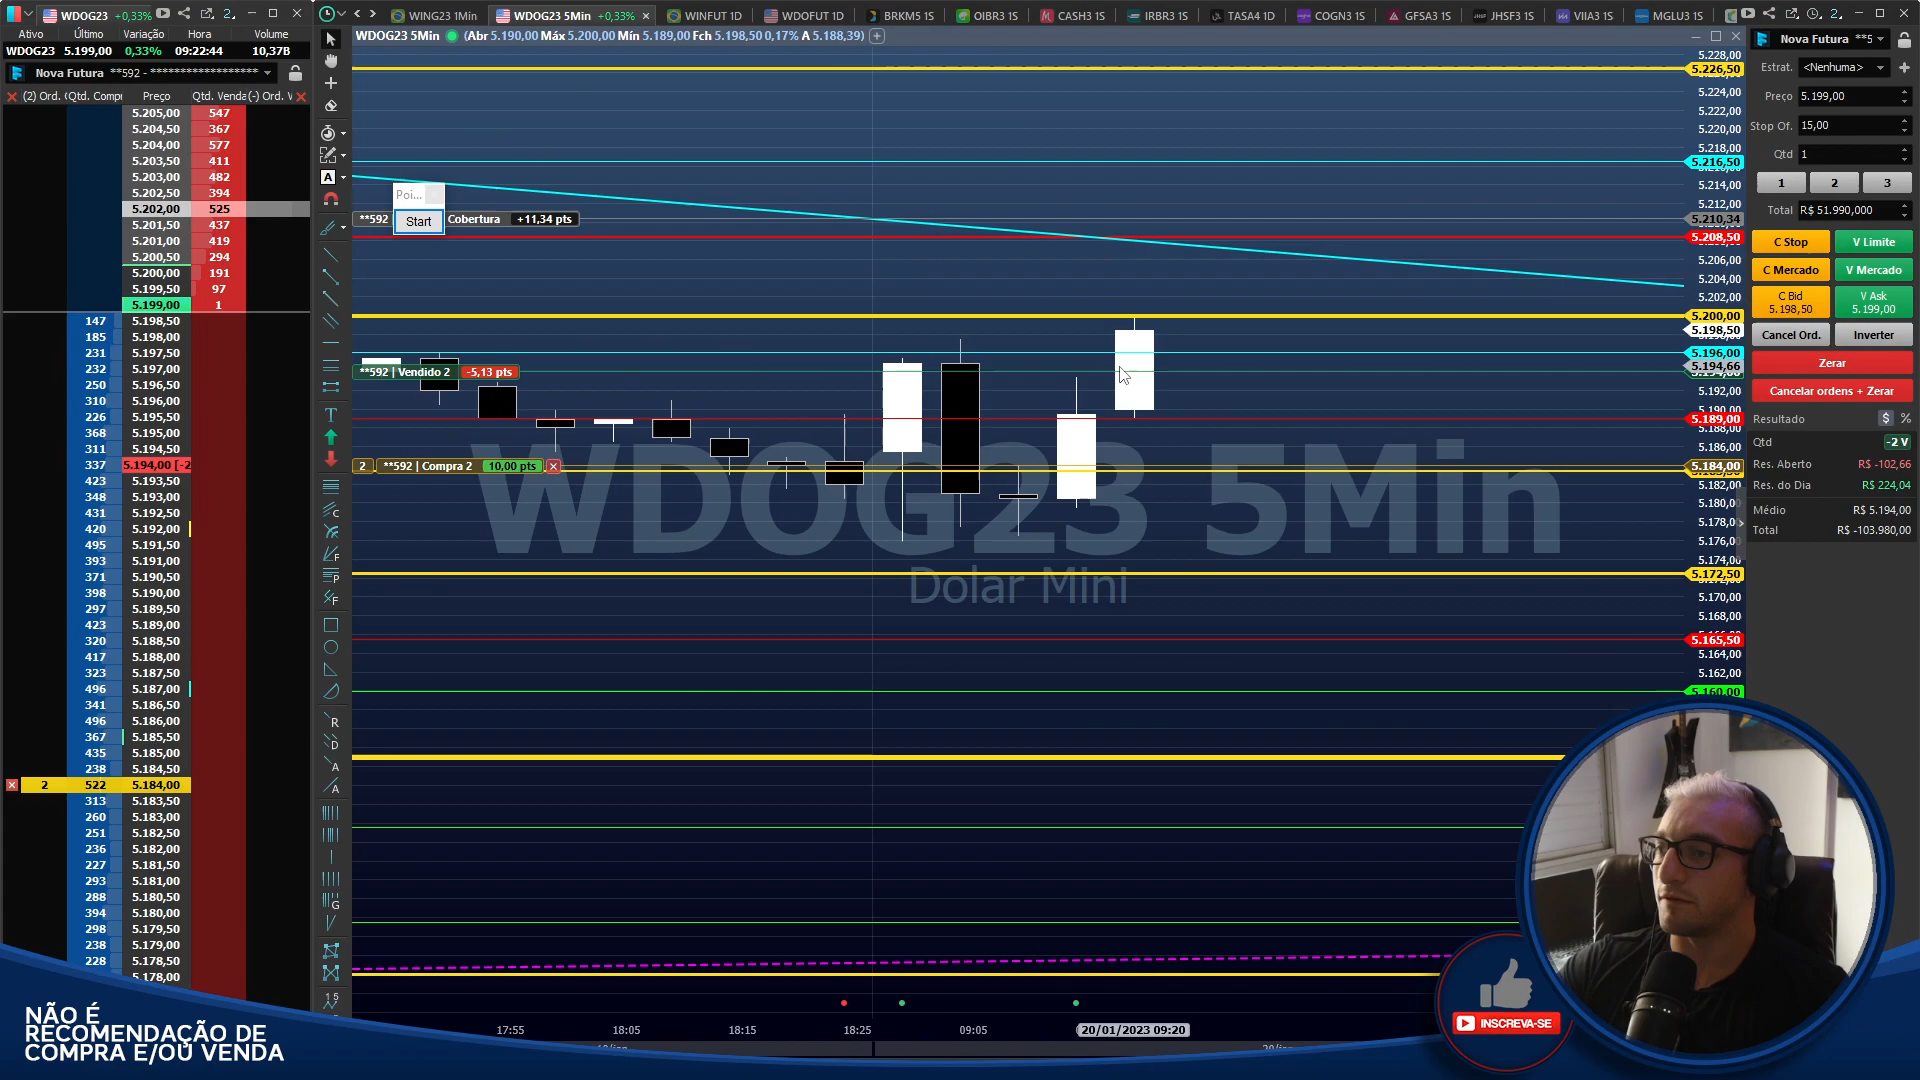 WDOG23 +0,33%
Ativo Último Variação Hora Volume
WDOG23 5.199,00 0,33% 09:22:44 10,37B
Nova Futura **592 - ******************
(2) Ord. Qtd. Compr Preço Qtd. Venda (-) Ord. V
5.205,00 547
5.204,50 367
5.204,00 577
5.203,50 411
5.203,00 482
5.202,50 394
5.202,00 525
5.201,50 437
5.201,00 419
5.200,50 294
5.200,00 191
5.199,50 97
5.199,00 1
147 5.198,50
185 5.198,00
231 5.197,50
232 5.197,00
250 5.196,50
310 5.196,00
226 5.195,50
368 5.195,00
311 5.194,50
337 5.194,00 [-2
423 5.193,50
348 5.193,00
431 5.192,50
420 5.192,00
495 5.191,50
393 5.191,00
371 5.190,50
398 5.190,00
297 5.189,50
423 5.189,00
320 5.188,50
417 5.188,00
323 5.187,50
496 5.187,00
341 5.186,50
496 5.186,00
367 5.185,50
435 5.185,00
238 5.184,50
2 522 5.184,00
313 5.183,50
260 5.183,00
251 5.182,50
236 5.182,00
227 5.181,50
293 5.181,00
288 5.180,50
394 5.180,00
298 5.179,50
238 5.179,00
228 5.178,50
5.178,00
NÃO É
RECOMENDAÇÃO DE
COMPRA E/OU VENDA
WING23 1Min WDOG23 5Min +0,33% WINFUT 1D WDOFUT 1D BRKM5 1S OIBR3 1S CASH3 1S IRBR3 1S TASA4 1D COGN3 1S GFSA3 1S JHSF3 1S VIIA3 1S MGLU3 1S
WDOG23 5Min (Abr 5.190,00 Máx 5.200,00 Mín 5.189,00 Fch 5.198,50 0,17% A 5.188,39)
Poi...
Start
**592 Cobertura +11,34 pts
**592 | Vendido 2 -5,13 pts
2 **592 | Compra 2 10,00 pts
WDOG23 5Min
Dolar Mini
5.228,00
5.226,50
5.224,00
5.222,00
5.220,00
5.218,00
5.216,50
5.214,00
5.212,00
5.210,34
5.208,50
5.206,00
5.204,00
5.202,00
5.200,00
5.198,50
5.196,00
5.194,66
5.192,00
5.189,00
5.188,00
5.186,00
5.184,00
5.182,00
5.180,00
5.178,00
5.176,00
5.174,00
5.172,50
5.170,00
5.168,00
5.165,50
5.164,00
5.162,00
5.160,00
17:55 18:05 18:15 18:25 09:05 20/01/2023 09:20
Nova Futura **5
Estrat. <Nenhuma>
Preço 5.199,00
Stop Of. 15,00
Qtd 1
1 2 3
Total R$ 51.990,000
C Stop V Limite
C Mercado V Mercado
C Bid V Ask
5.198,50 5.199,00
Cancel Ord. Inverter
Zerar
Cancelar ordens + Zerar
Resultado $ %
Qtd -2 V
Res. Aberto R$ -102,66
Res. do Dia R$ 224,04
Médio R$ 5.194,00
Total R$ -103.980,00
INSCREVA-SE